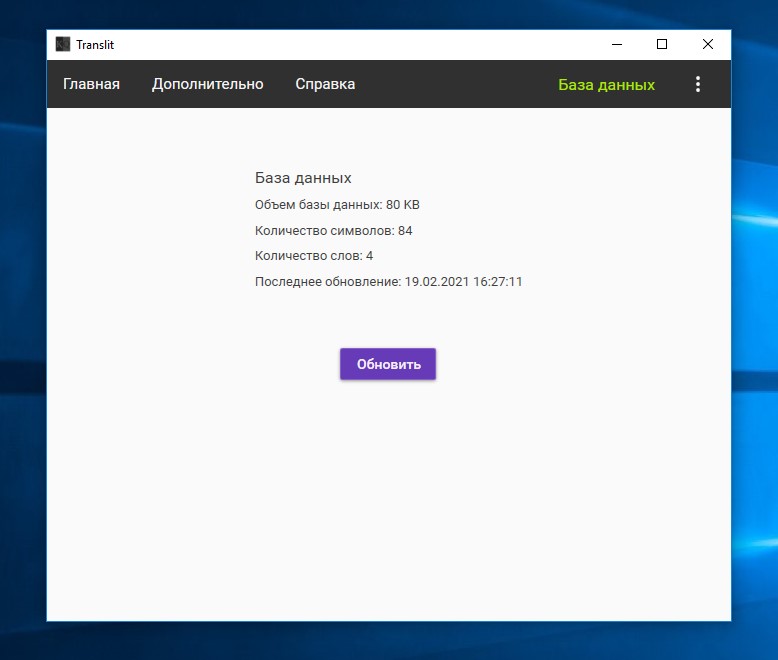 Translit
Главная Дополнительно Справка База данных
База данных
Объем базы данных: 80 KB
Количество символов: 84
Количество слов: 4
Последнее обновление: 19.02.2021 16:27:11
Обновить